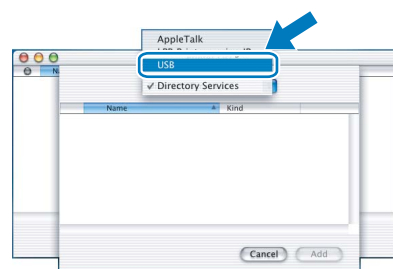 AppleTalk
USB
✓ Directory Services
Name Kind
Cancel Add